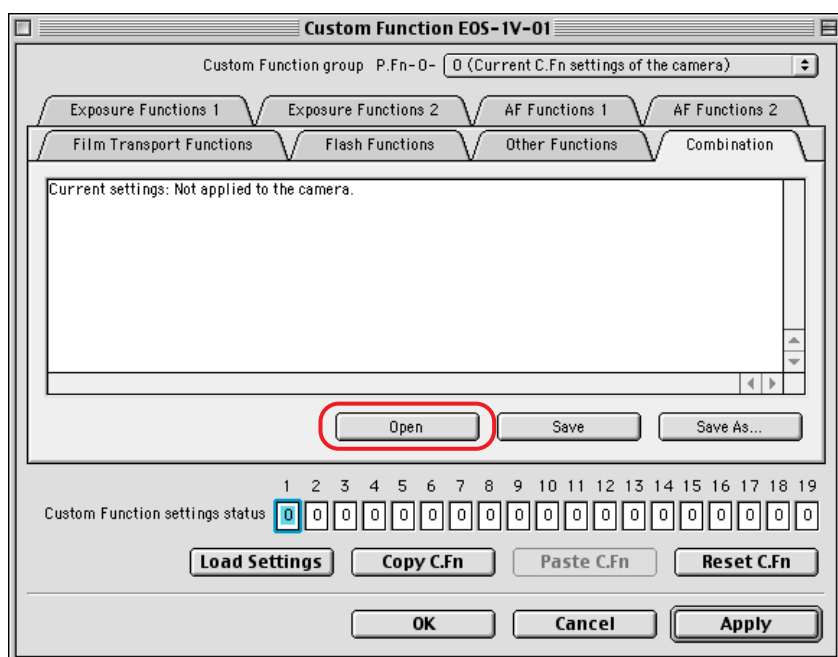 Custom Function EOS-1V-01
Custom Function group P.Fn-0- 0 (Current C.Fn settings of the camera)
Exposure Functions 1 Exposure Functions 2 AF Functions 1 AF Functions 2
Film Transport Functions Flash Functions Other Functions Combination
Current settings: Not applied to the camera.
Open Save Save As...
1 2 3 4 5 6 7 8 9 10 11 12 13 14 15 16 17 18 19
Custom Function settings status 0 0 0 0 0 0 0 0 0 0 0 0 0 0 0 0 0 0 0
Load Settings Copy C.Fn Paste C.Fn Reset C.Fn
OK Cancel Apply